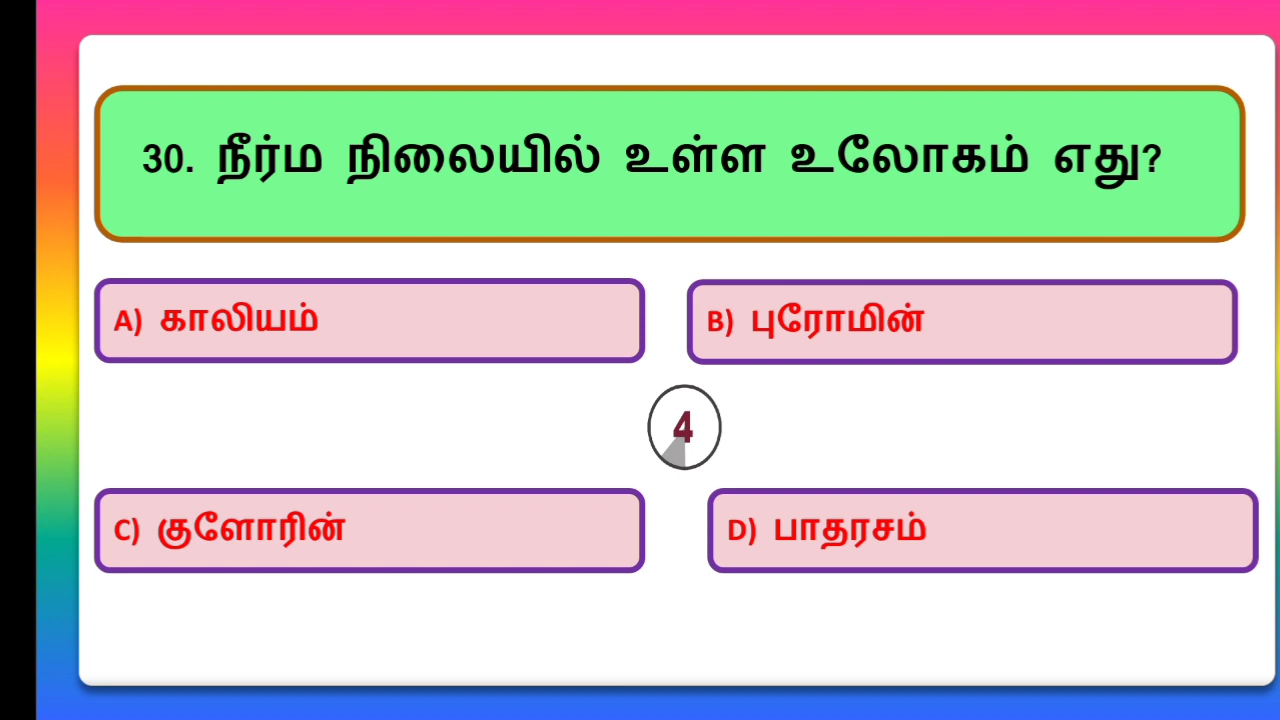 30. நீர்ம நிலையில் உள்ள உலோகம் எது?
A) காலியம்
B) புரோமின்
4
C) குளோரின்
D) பாதரசம்